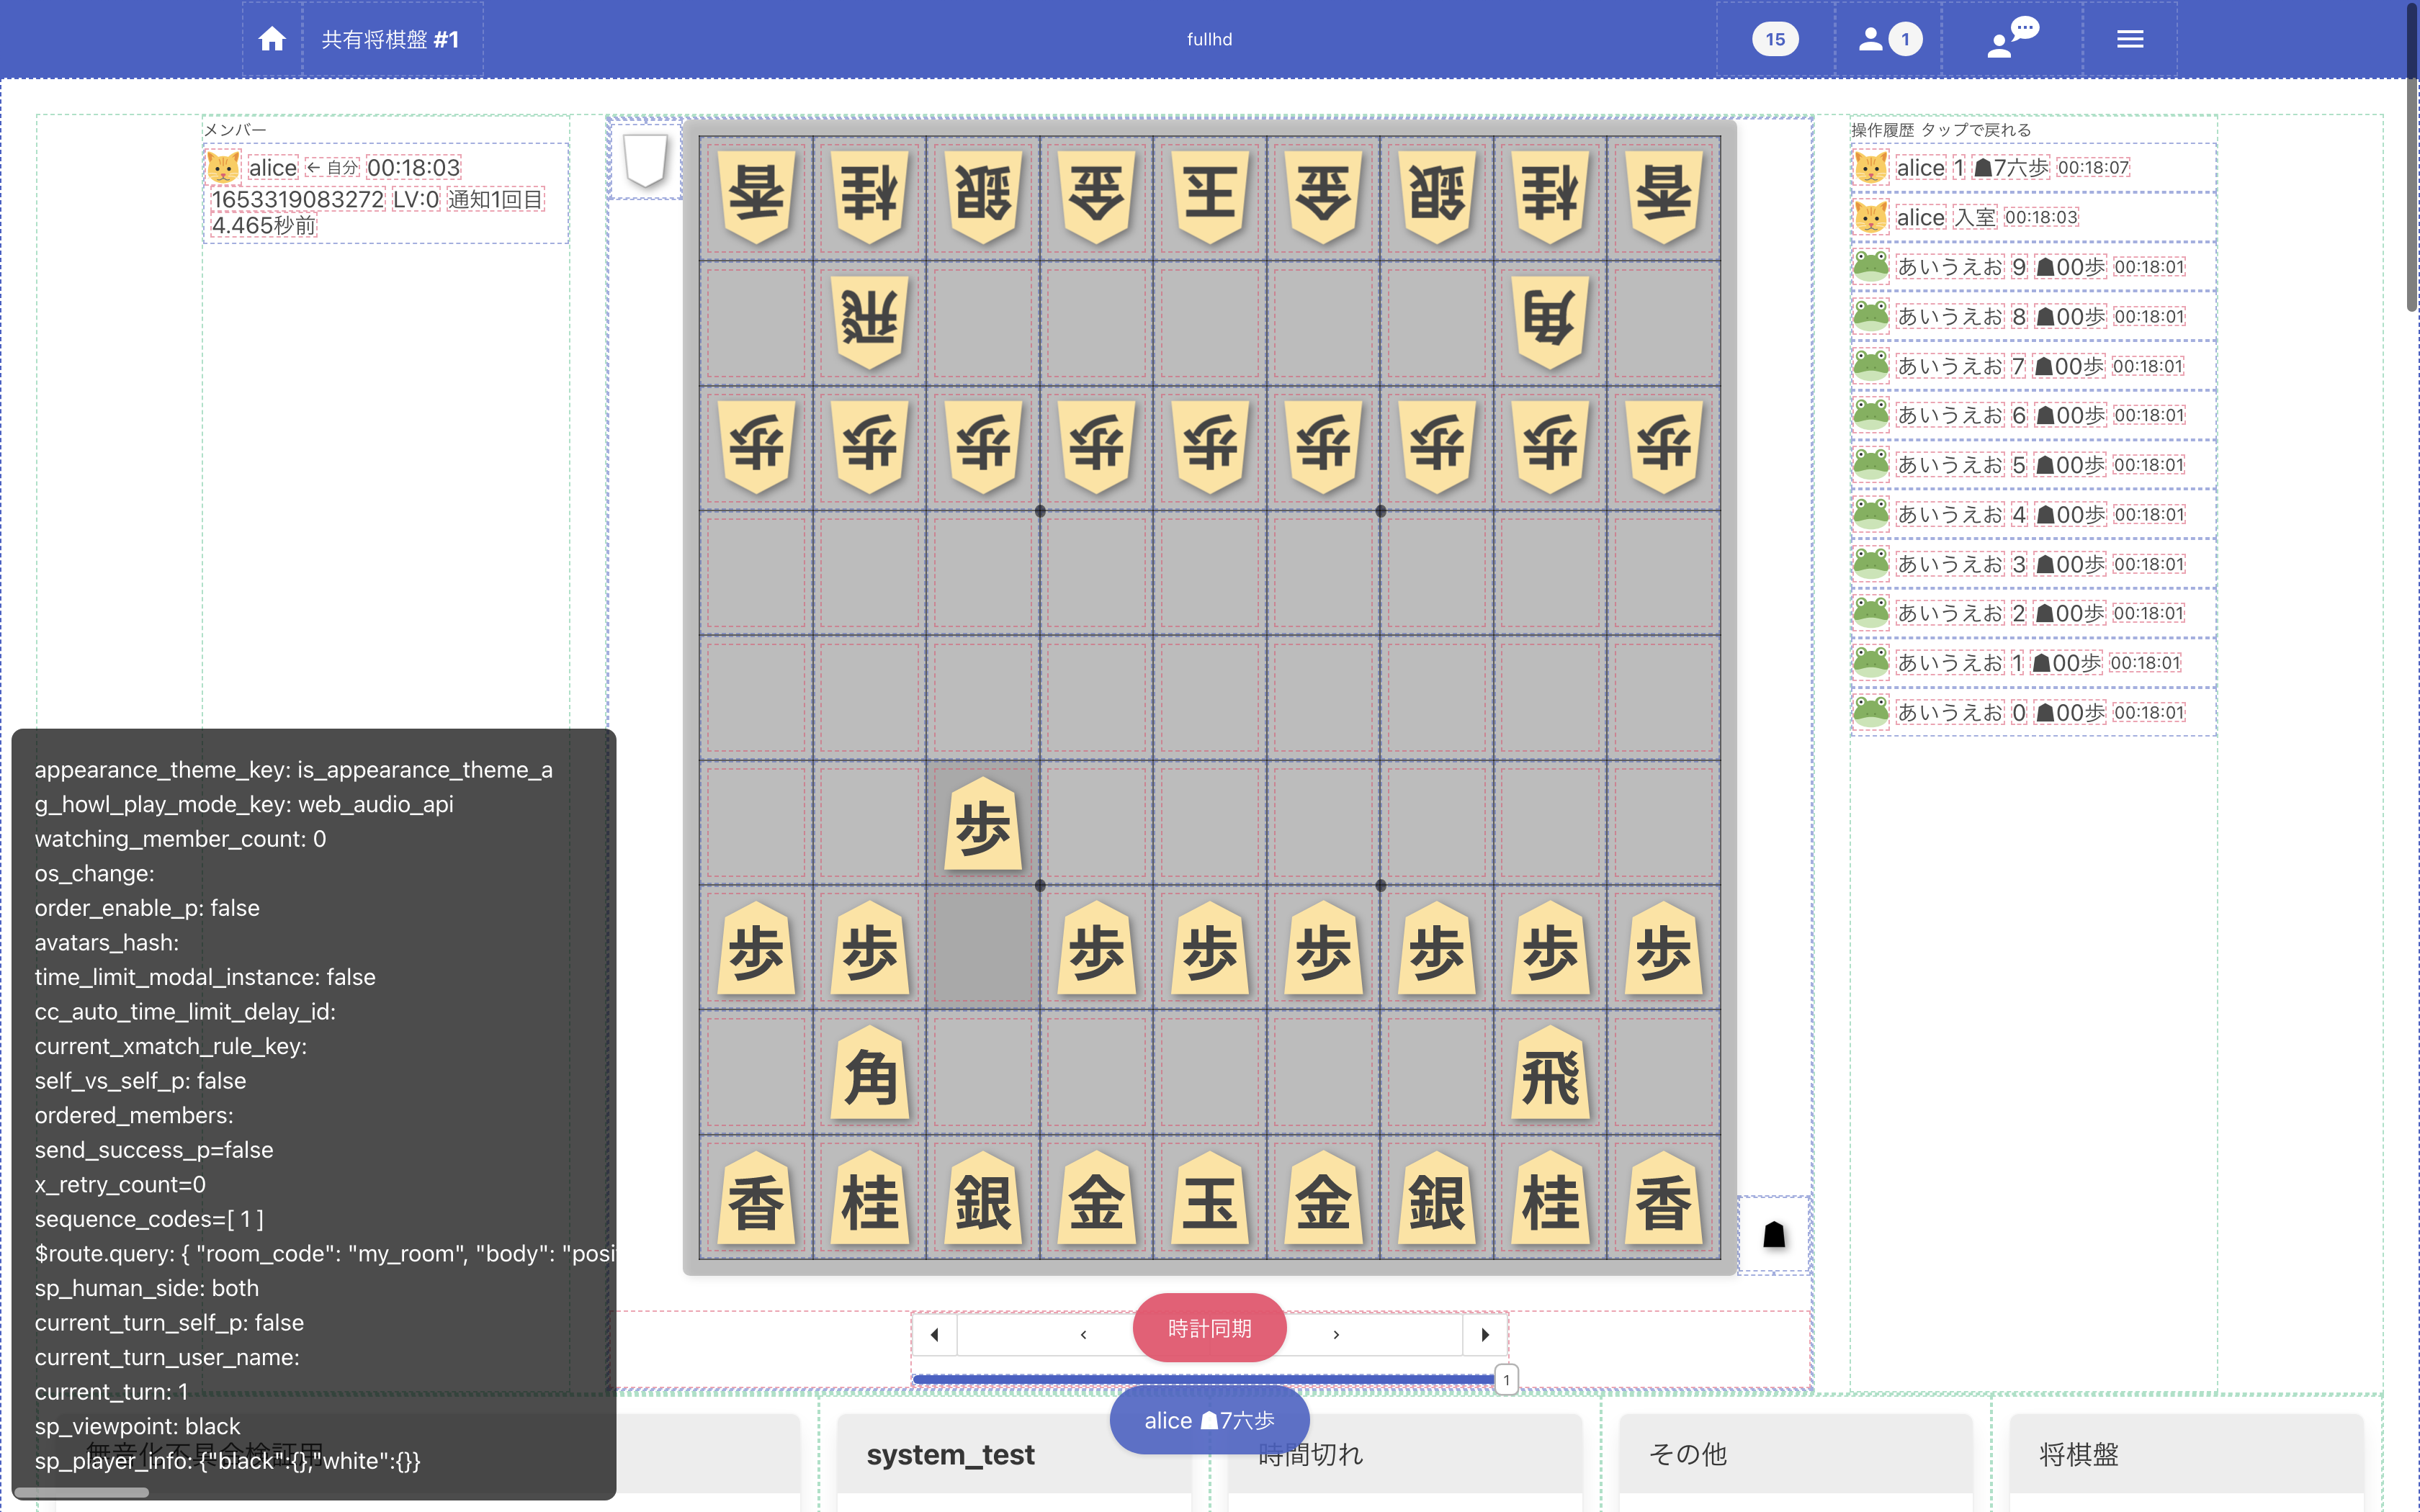 共有将棋盤 #1
fullhd
15
1
メンバー
alice ← 自分 00:18:03
1653319083272 LV:0 通知1回目
4.465秒前
香 桂 銀 金 玉 金 銀 桂 香
飛 角
歩 歩 歩 歩 歩 歩 歩 歩 歩
歩
歩 歩 歩 歩 歩 歩 歩 歩
角 飛
香 桂 銀 金 玉 金 銀 桂 香
操作履歴 タップで戻れる
alice 1 ☗7六歩 00:18:07
alice 入室 00:18:03
あいうえお 9 ☗00歩 00:18:01
あいうえお 8 ☗00歩 00:18:01
あいうえお 7 ☗00歩 00:18:01
あいうえお 6 ☗00歩 00:18:01
あいうえお 5 ☗00歩 00:18:01
あいうえお 4 ☗00歩 00:18:01
あいうえお 3 ☗00歩 00:18:01
あいうえお 2 ☗00歩 00:18:01
あいうえお 1 ☗00歩 00:18:01
あいうえお 0 ☗00歩 00:18:01
appearance_theme_key: is_appearance_theme_a
g_howl_play_mode_key: web_audio_api
watching_member_count: 0
os_change:
order_enable_p: false
avatars_hash:
time_limit_modal_instance: false
cc_auto_time_limit_delay_id:
current_xmatch_rule_key:
self_vs_self_p: false
ordered_members:
send_success_p=false
x_retry_count=0
sequence_codes=[ 1 ]
$route.query: { "room_code": "my_room", "body": "posi
sp_human_side: both
current_turn_self_p: false
current_turn_user_name:
current_turn: 1
sp_viewpoint: black
sp_player_info: {"black":{},"white":{}}
時計同期
1
alice ☗7六歩
無音化不具合検証用
system_test
時間切れ
その他
将棋盤